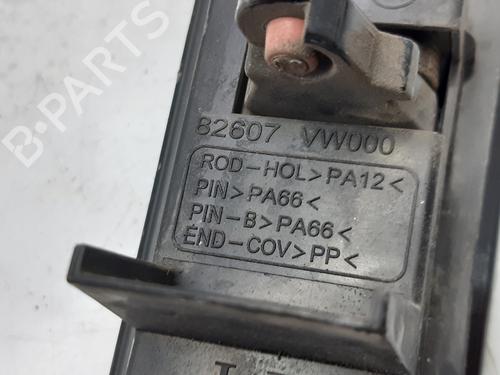 82607 VW000
ROD-HOL>PA12<
PIN>PA66<
PIN-B>PA66<
END-COV>PP<
B-PARTS